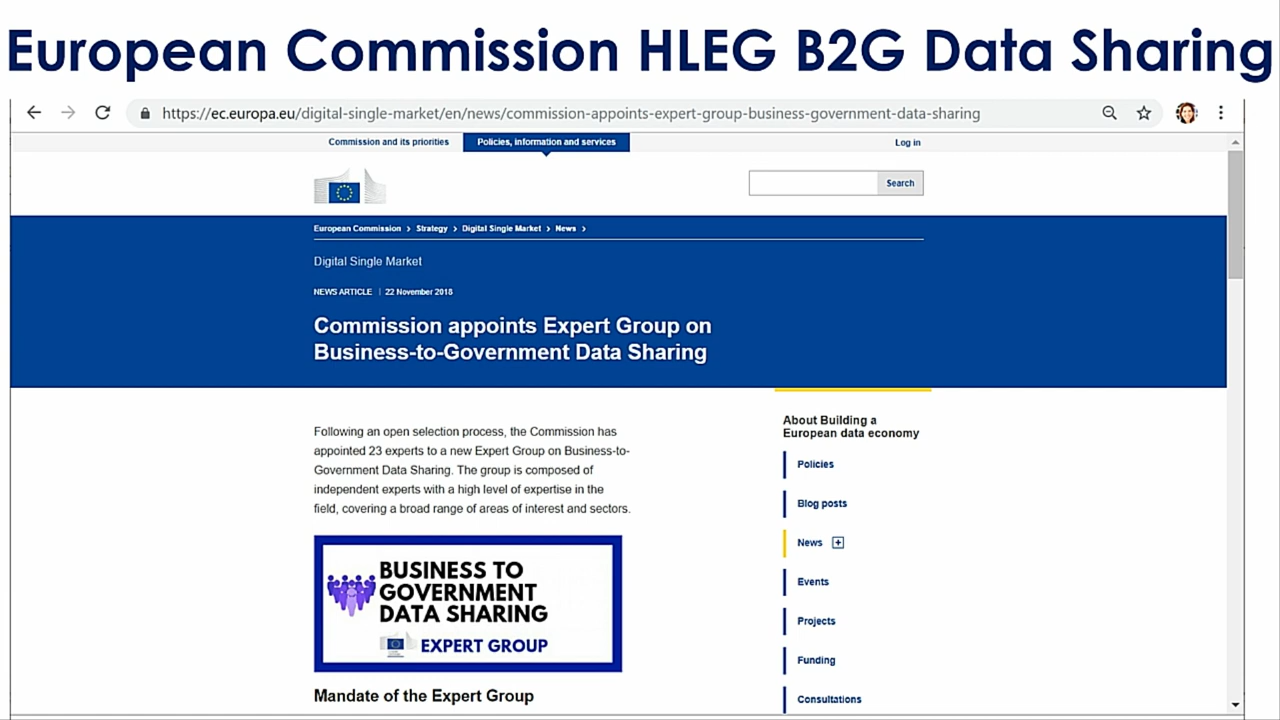 European Commission HLEG B2G Data Sharing
https://ec.europa.eu/digital-single-market/en/news/commission-appoints-expert-group-business-government-data-sharing
Commission and its priorities
Policies, information and services
Log in
Search
European Commission > Strategy > Digital Single Market > News >
Digital Single Market
NEWS ARTICLE | 22 November 2018
Commission appoints Expert Group on
Business-to-Government Data Sharing
Following an open selection process, the Commission has
appointed 23 experts to a new Expert Group on Business-to-
Government Data Sharing. The group is composed of
independent experts with a high level of expertise in the
field, covering a broad range of areas of interest and sectors.
BUSINESS TO
GOVERNMENT
DATA SHARING
EXPERT GROUP
Mandate of the Expert Group
About Building a
European data economy
Policies
Blog posts
News
Events
Projects
Funding
Consultations